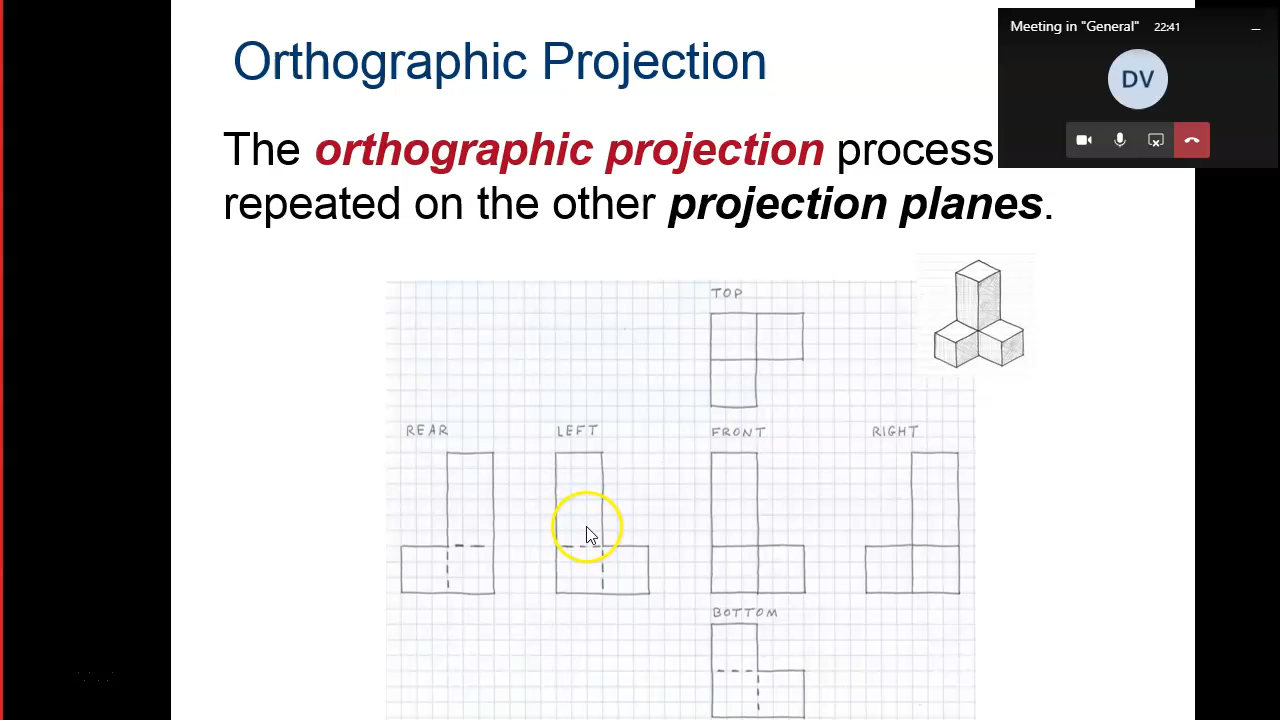 Orthographic Projection
Meeting in "General" 22:41
DV
The orthographic projection process
repeated on the other projection planes.
TOP
REAR LEFT FRONT RIGHT
BOTTOM